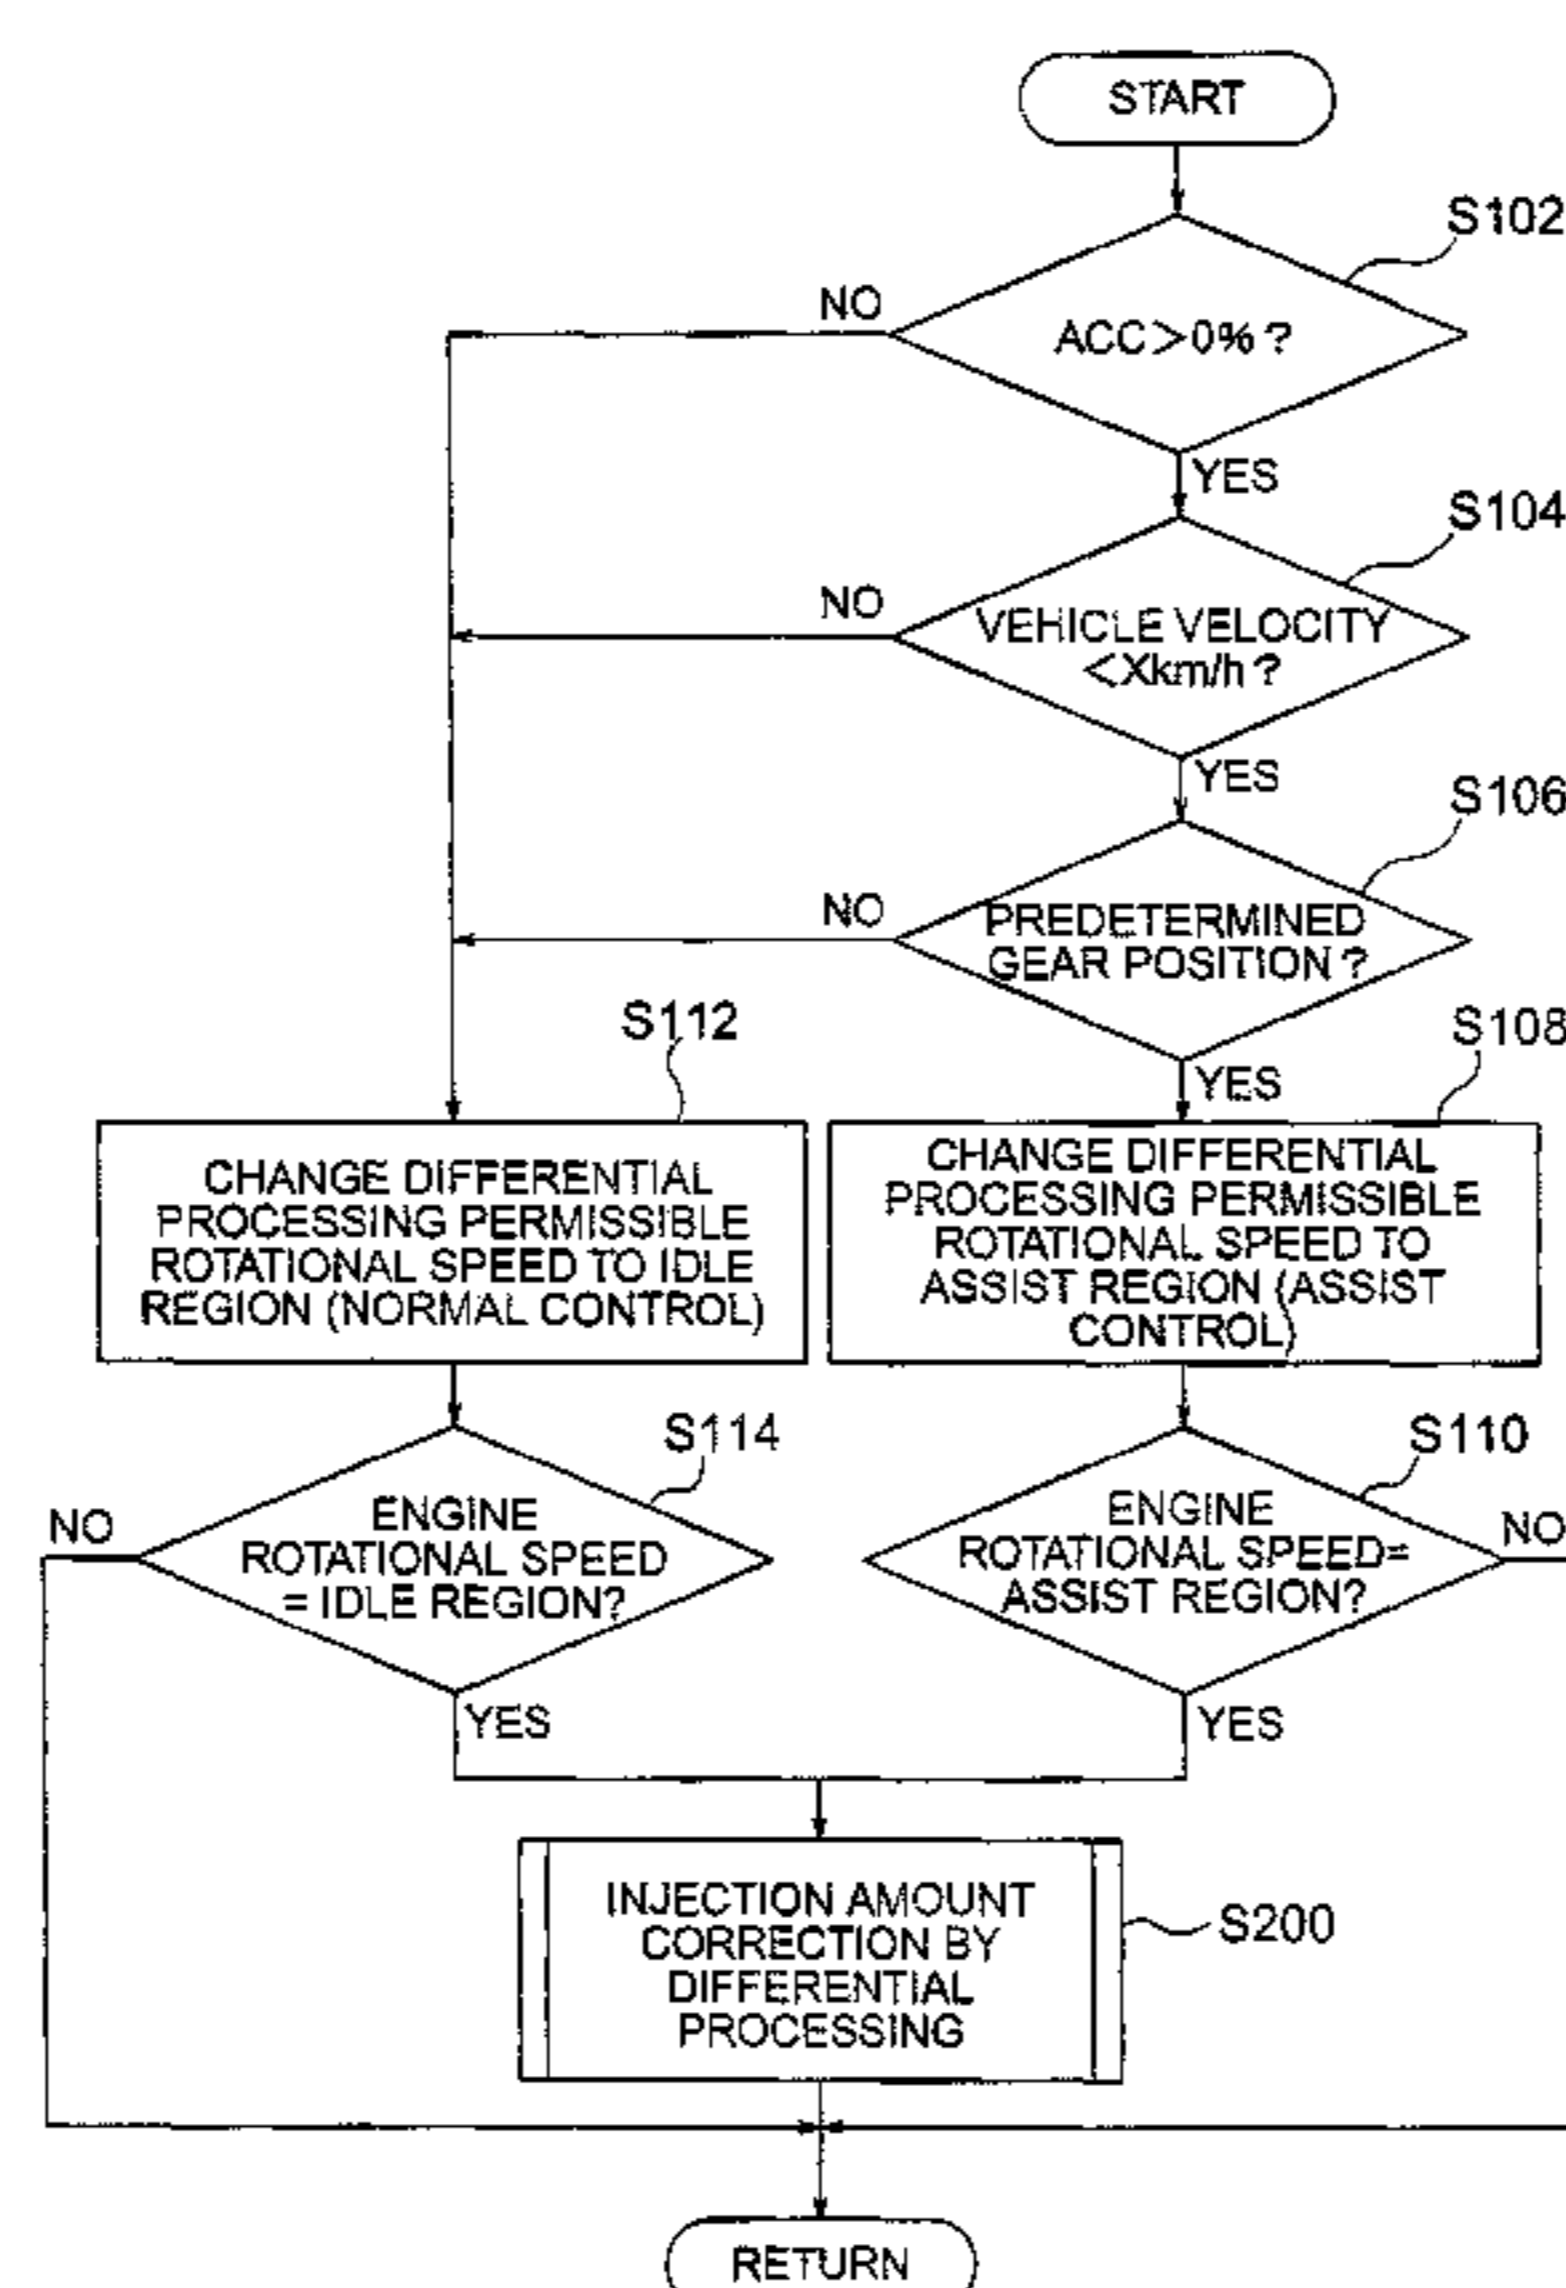 START
S102
NO
ACC>0%?
YES
S104
NO
VEHICLE VELOCITY
<Xkm/h?
YES
S106
NO
PREDETERMINED
GEAR POSITION?
YES
S112
S108
CHANGE DIFFERENTIAL
PROCESSING PERMISSIBLE
ROTATIONAL SPEED TO IDLE
REGION (NORMAL CONTROL)
CHANGE DIFFERENTIAL
PROCESSING PERMISSIBLE
ROTATIONAL SPEED TO
ASSIST REGION (ASSIST
CONTROL)
S114
NO
ENGINE
ROTATIONAL SPEED
= IDLE REGION?
YES
S110
NO
ENGINE
ROTATIONAL SPEED=
ASSIST REGION?
YES
INJECTION AMOUNT
CORRECTION BY
DIFFERENTIAL
PROCESSING
S200
RETURN